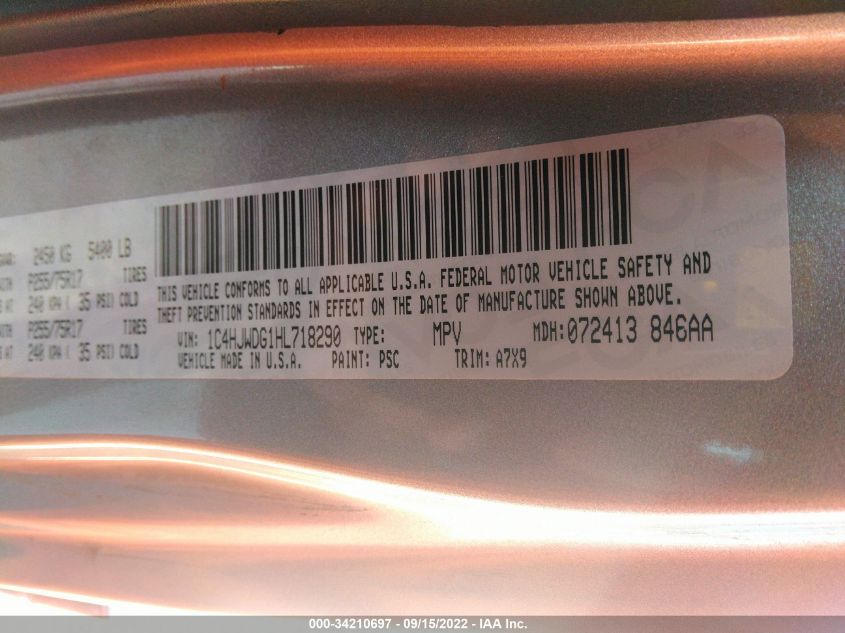 2450 KG 5400 LB
P255/75R17 TIRES
AT 240 KPA ( 35 PSI) COLD
P255/75R17 TIRES
AT 240 KPA ( 35 PSI) COLD
THIS VEHICLE CONFORMS TO ALL APPLICABLE U.S.A. FEDERAL MOTOR VEHICLE SAFETY AND
THEFT PREVENTION STANDARDS IN EFFECT ON THE DATE OF MANUFACTURE SHOWN ABOVE.
VIN: 1C4HJWDG1HL718290 TYPE: MPV MDH: 072413 846AA
VEHICLE MADE IN U.S.A. PAINT: PSC TRIM: A7X9
000-34210697 - 09/15/2022 - IAA Inc.